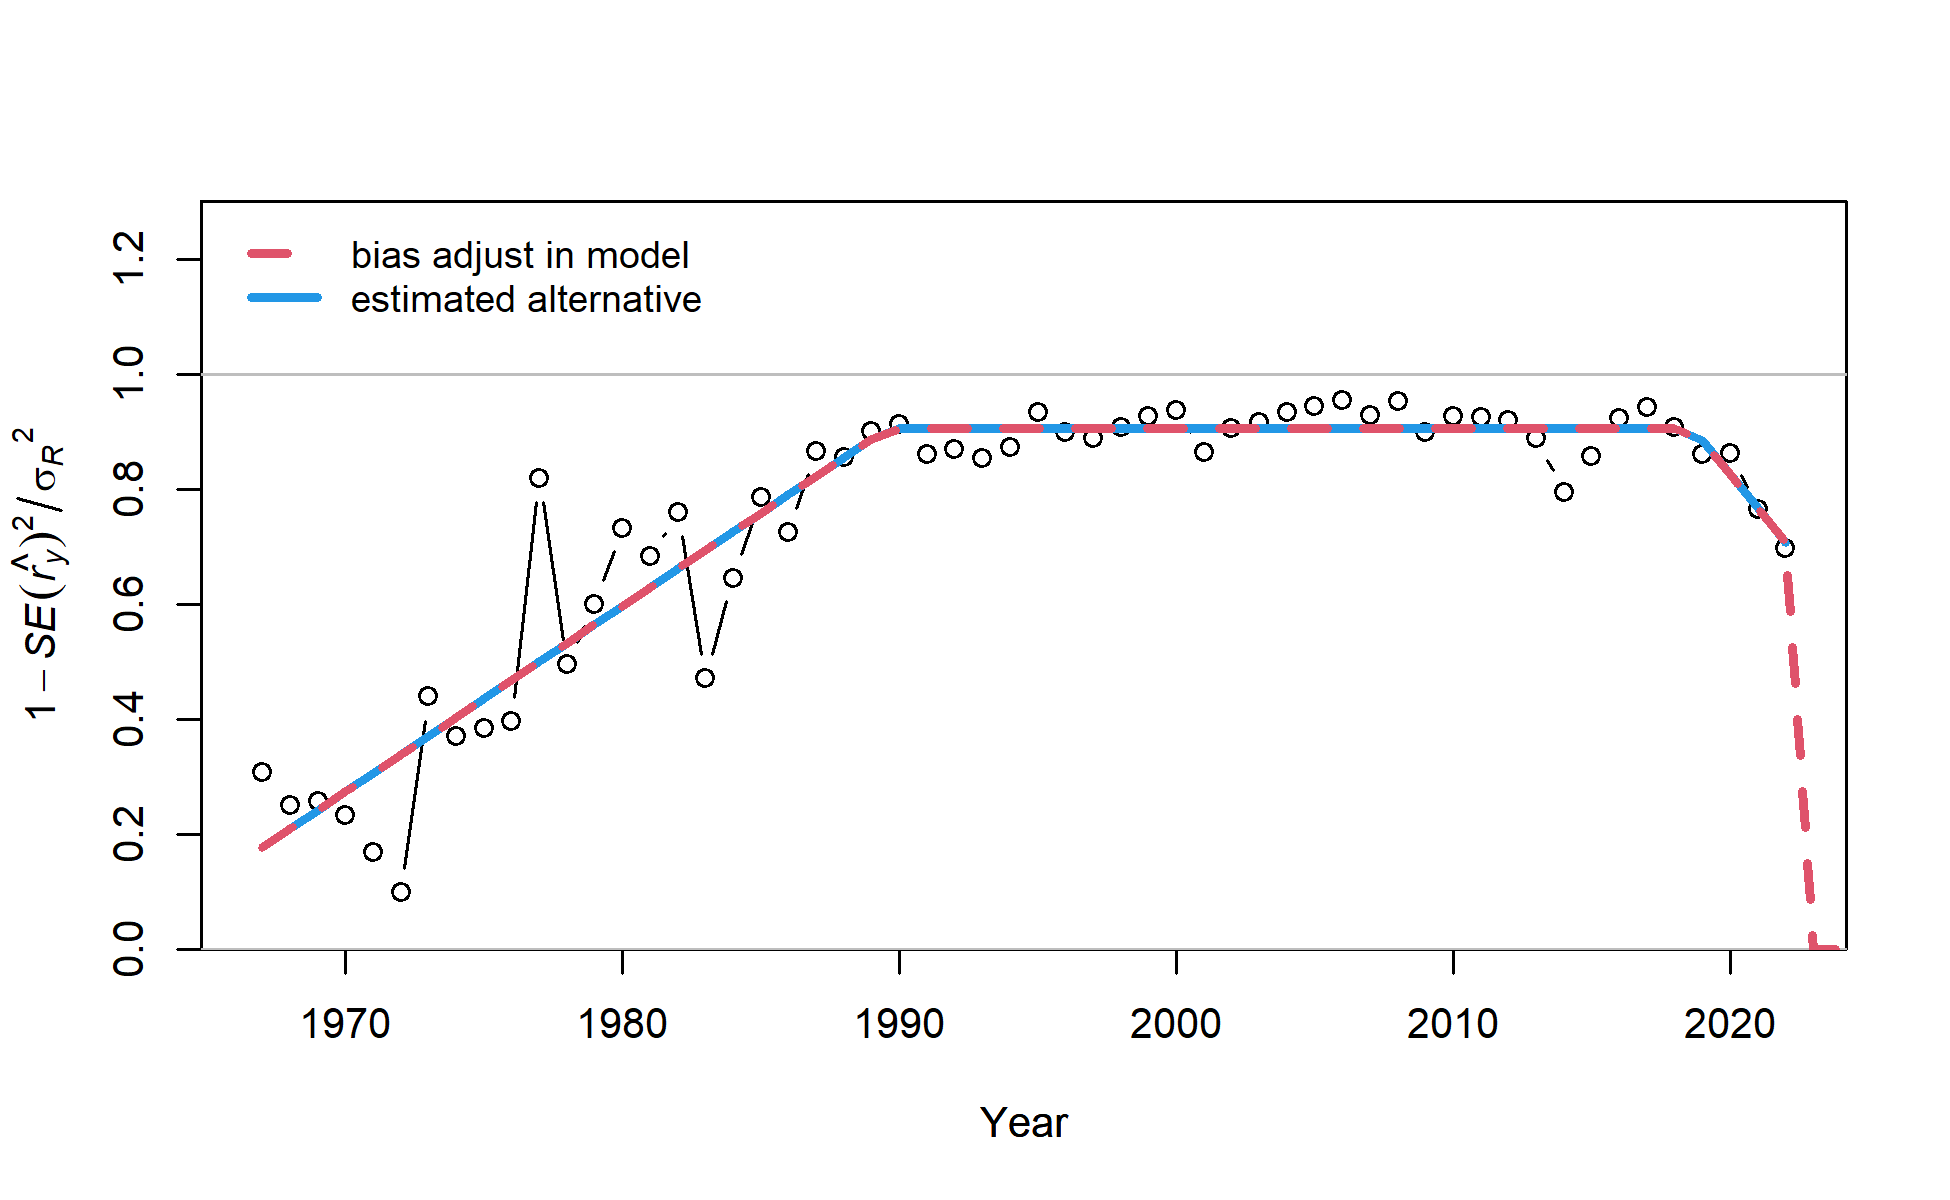 bias adjust in model
estimated alternative
1 − SE(r̂y)² / σR²
1.2
1.0
0.8
0.6
0.4
0.2
0.0
1970 1980 1990 2000 2010 2020
Year